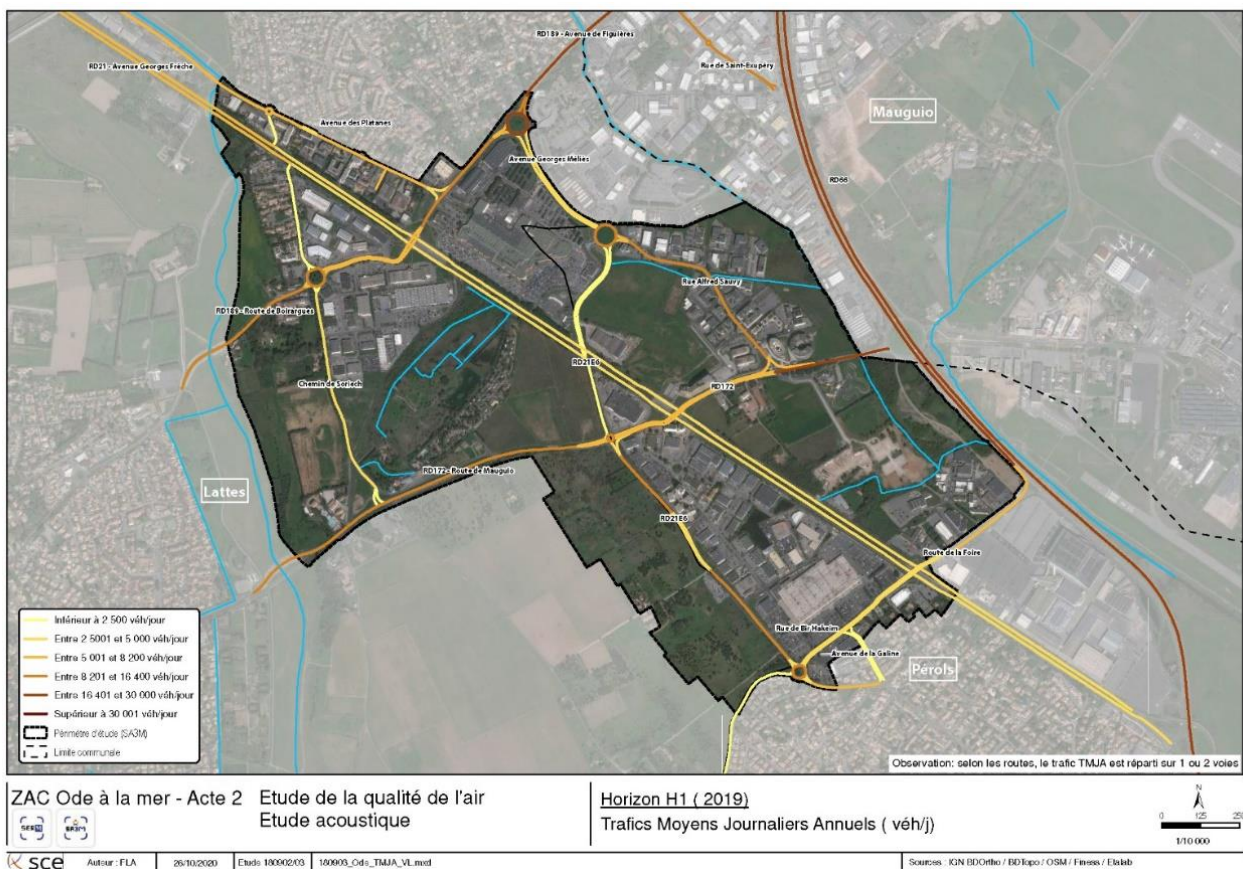 RD189 - Avenue de Figuières
RD21 - Avenue Georges Frêche
Rue de Saint-Exupéry
Mauguio
Avenue des Platanes
Avenue Georges Méliès
RD66
Rue Alfred Sauvy
RD189 - Route de Boirargues
RD21E6
Chemin de Soriech
RD172
RD172 - Route de Mauguio
Lattes
RD21E6
Route de la Foire
Rue de Bir Hakeim
Avenue de la Galine
Pérols
Inférieur à 2 500 véh/jour
Entre 2 5001 et 5 000 véh/jour
Entre 5 001 et 8 200 véh/jour
Entre 8 201 et 16 400 véh/jour
Entre 16 401 et 30 000 véh/jour
Supérieur à 30 001 véh/jour
Périmètre d'étude (SA3M)
Limite communale
Observation: selon les routes, le trafic TMJA est réparti sur 1 ou 2 voies
ZAC Ode à la mer - Acte 2
Etude de la qualité de l'air
Etude acoustique
Horizon H1 ( 2019)
Trafics Moyens Journaliers Annuels ( véh/j)
N
0 125 250
1/10 000
sce
Auteur : FLA
26/10/2020
Etude 180902/03
180903_Ode_TMJA_VL.mxd
Sources : IGN BDOrtho / BDTopo / OSM / Finess / Etalab